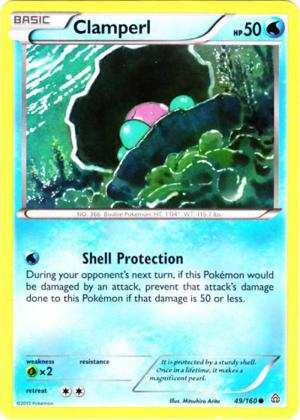 BASIC
Clamperl HP 50
NO. 366 Bivalve Pokémon HT. 1'04" WT. 115.7 lbs.
Shell Protection
During your opponent's next turn, if this Pokémon would
be damaged by an attack, prevent that attack's damage
done to this Pokémon if that damage is 50 or less.
weakness resistance
×2
retreat
It is protected by a sturdy shell.
Once in a lifetime, it makes a
magnificent pearl.
©2015 Pokémon Illus. Mitsuhiro Arita 49/160